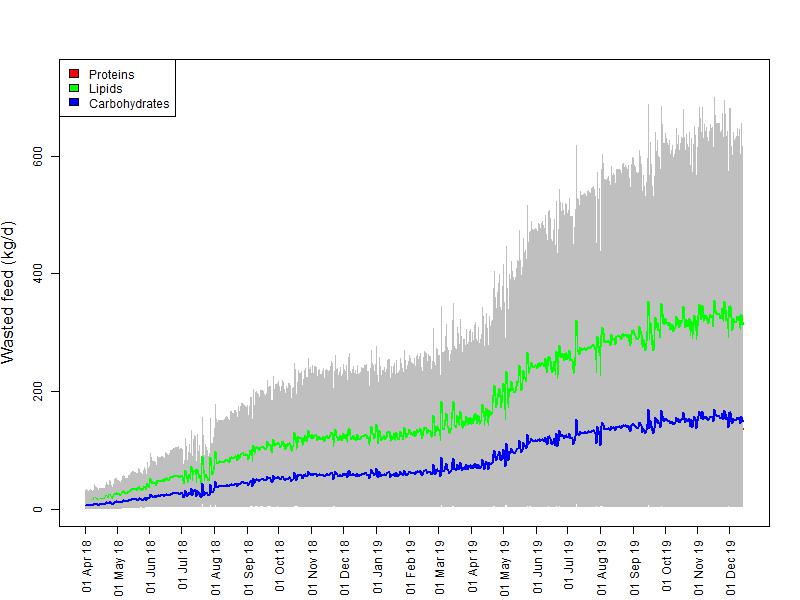 Proteins
Lipids
Carbohydrates
Wasted feed (kg/d)
600
400
200
0
01 Apr 18
01 May 18
01 Jun 18
01 Jul 18
01 Aug 18
01 Sep 18
01 Oct 18
01 Nov 18
01 Dec 18
01 Jan 19
01 Feb 19
01 Mar 19
01 Apr 19
01 May 19
01 Jun 19
01 Jul 19
01 Aug 19
01 Sep 19
01 Oct 19
01 Nov 19
01 Dec 19